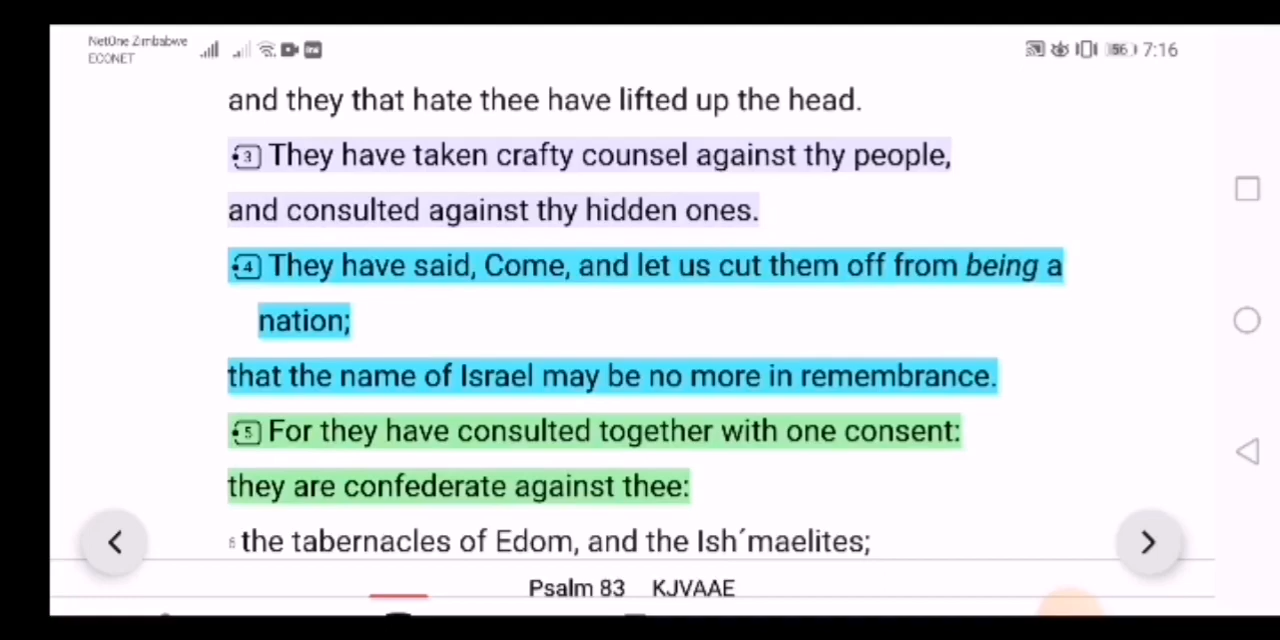 NetOne Zimbabwe
ECONET
56 7:16
and they that hate thee have lifted up the head.
3 They have taken crafty counsel against thy people,
and consulted against thy hidden ones.
4 They have said, Come, and let us cut them off from being a
nation;
that the name of Israel may be no more in remembrance.
5 For they have consulted together with one consent:
they are confederate against thee:
6 the tabernacles of Edom, and the Ish´maelites;
Psalm 83 KJVAAE